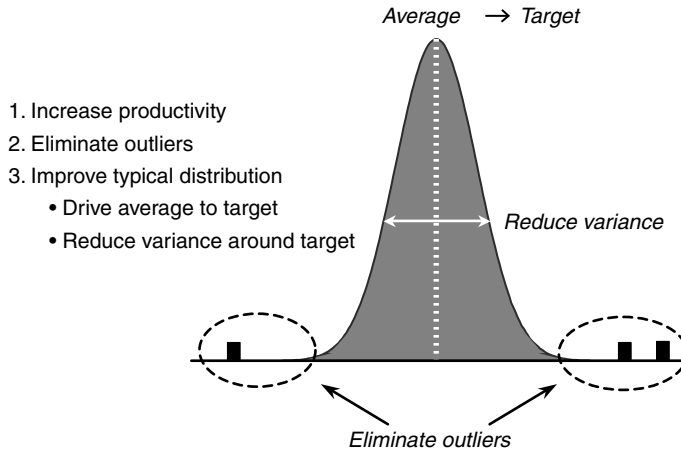 Average → Target
1. Increase productivity
2. Eliminate outliers
3. Improve typical distribution
• Drive average to target
• Reduce variance around target
Reduce variance
Eliminate outliers